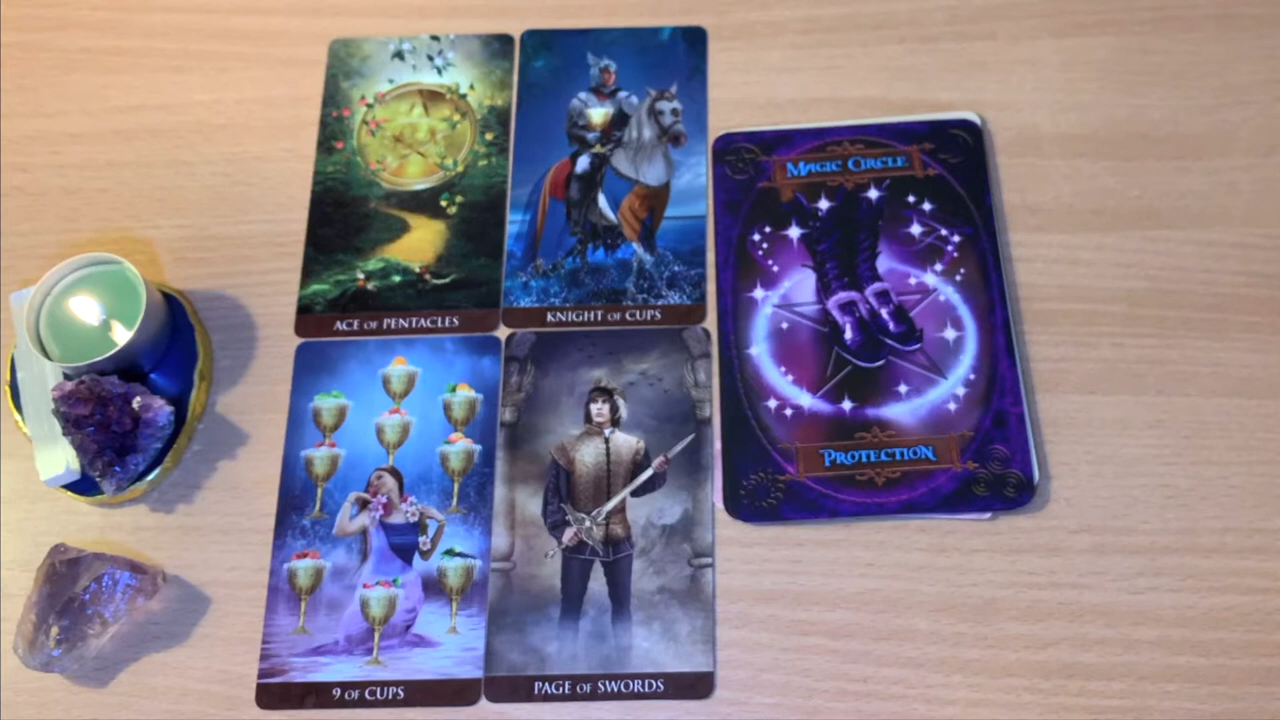 ACE OF PENTACLES
KNIGHT OF CUPS
MAGIC CIRCLE
PROTECTION
9 OF CUPS
PAGE OF SWORDS